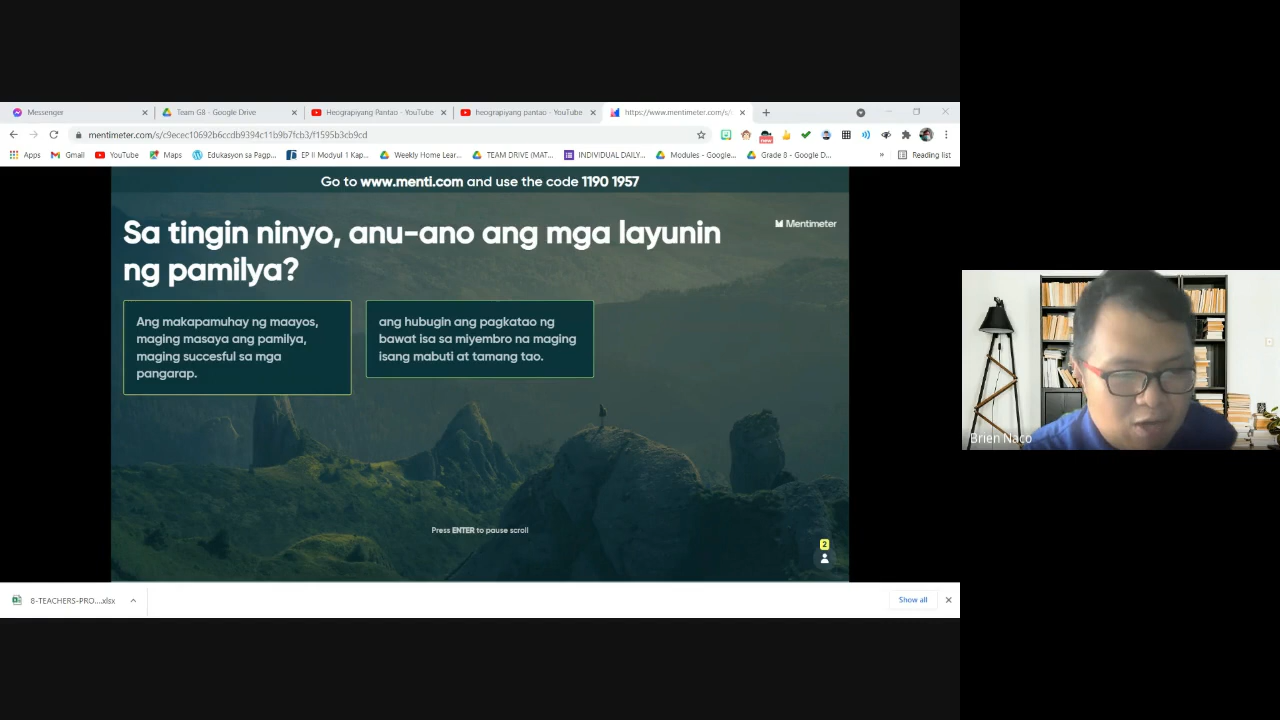 Messenger
Team G8 - Google Drive
Heograpiyang Pantao - YouTube
heograpiyang pantao - YouTube
https://www.mentimeter.com/s/
mentimeter.com/s/c9ecec10692b6ccdb9394c11b9b7fcb3/f1595b3cb9cd
Apps
Gmail
YouTube
Maps
Edukasyon sa Pagp...
EP II Modyul 1 Kap...
Weekly Home Lear...
TEAM DRIVE (MAT...
INDIVIDUAL DAILY...
Modules - Google...
Grade 8 - Google D...
»
Reading list
Go to www.menti.com and use the code 1190 1957
Mentimeter
Sa tingin ninyo, anu-ano ang mga layunin
ng pamilya?
Ang makapamuhay ng maayos,
maging masaya ang pamilya,
maging succesful sa mga
pangarap.
ang hubugin ang pagkatao ng
bawat isa sa miyembro na maging
isang mabuti at tamang tao.
Press ENTER to pause scroll
2
8-TEACHERS-PRO....xlsx
Show all
Brien Naco